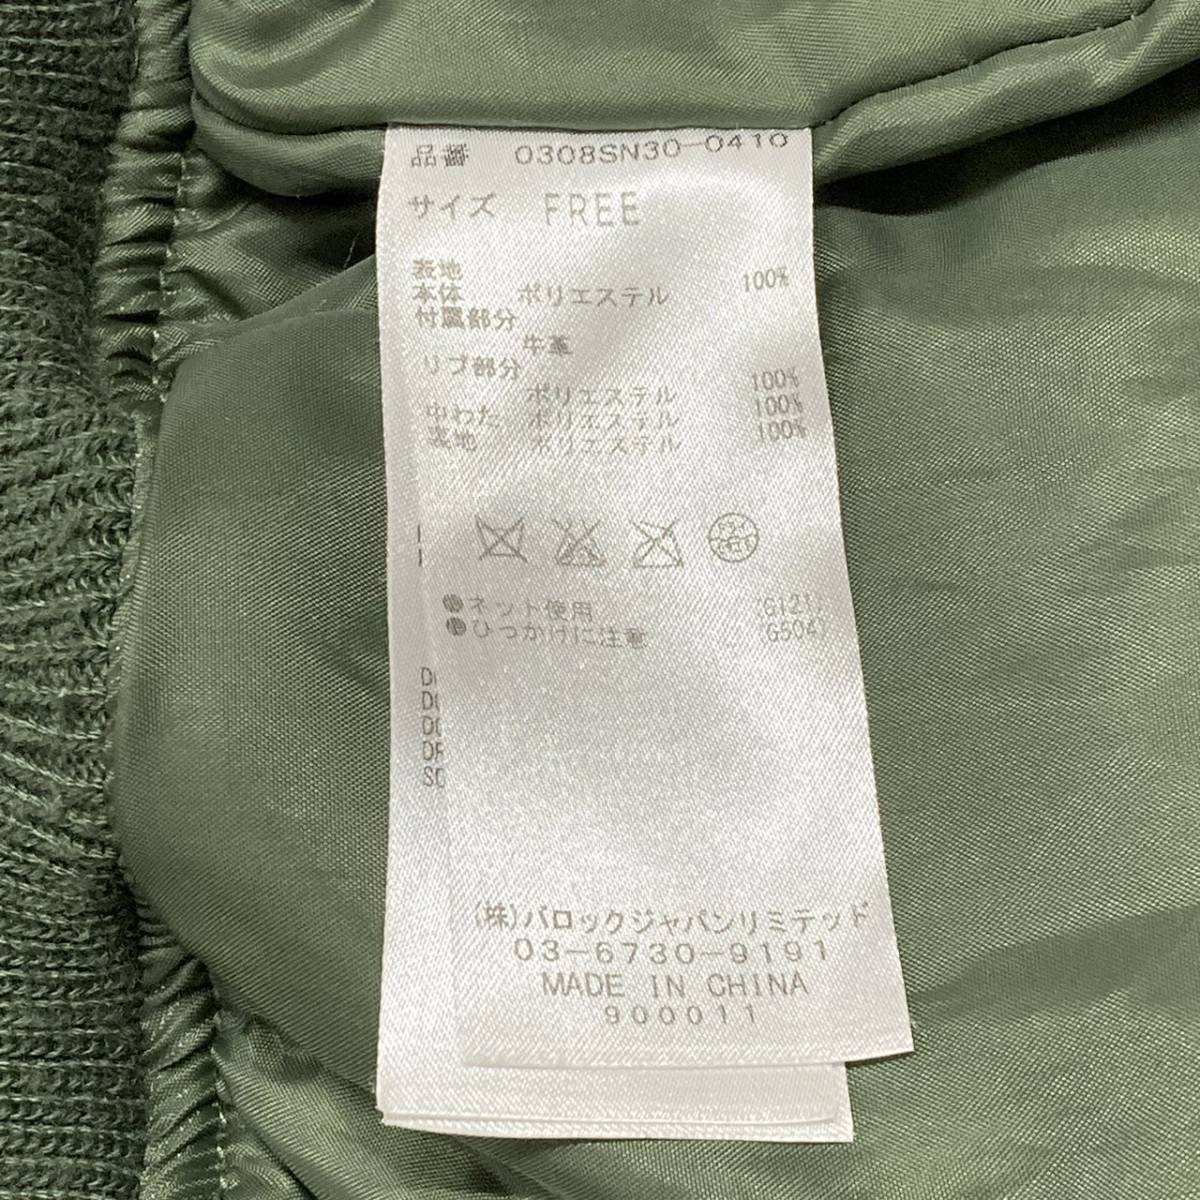 品番 0308SN30-0410
サイズ FREE
表地
本体 ポリエステル 100%
付属部分
牛革
リブ部分
ポリエステル 100%
中わた ポリエステル 100%
裏地 ポリエステル 100%
ネット使用 (G121)
ひっかけに注意 G504
DO
DO
DR
(株)バロックジャパンリミテッド
03-6730-9191
MADE IN CHINA
900011